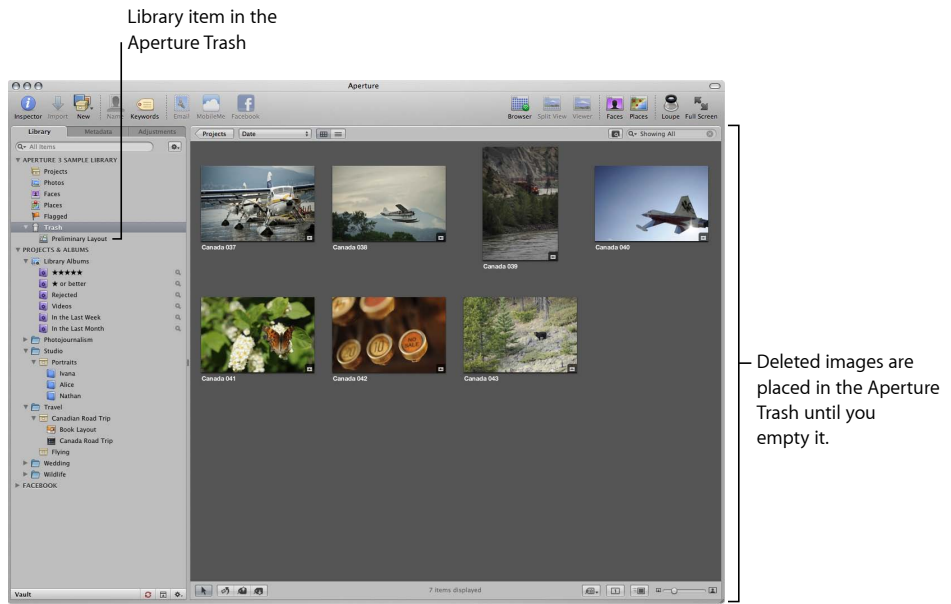 Library item in the
Aperture Trash
Aperture
Inspector Import New Name Keywords Email MobileMe Facebook Browser Split View Viewer Faces Places Loupe Full Screen
Library Metadata Adjustments
Projects Date Showing All
All Items
APERTURE 3 SAMPLE LIBRARY
Projects
Photos
Faces
Places
Flagged
Trash
Preliminary Layout
PROJECTS & ALBUMS
Library Albums
★★★★★
★ or better
Rejected
Videos
In the Last Week
In the Last Month
Photojournalism
Studio
Portraits
Ivana
Alice
Nathan
Travel
Canadian Road Trip
Book Layout
Canada Road Trip
Flying
Wedding
Wildlife
FACEBOOK
Vault
Canada 037
Canada 038
Canada 039
Canada 040
Canada 041
Canada 042
Canada 043
NO
SALE
7 items displayed
Deleted images are
placed in the Aperture
Trash until you
empty it.